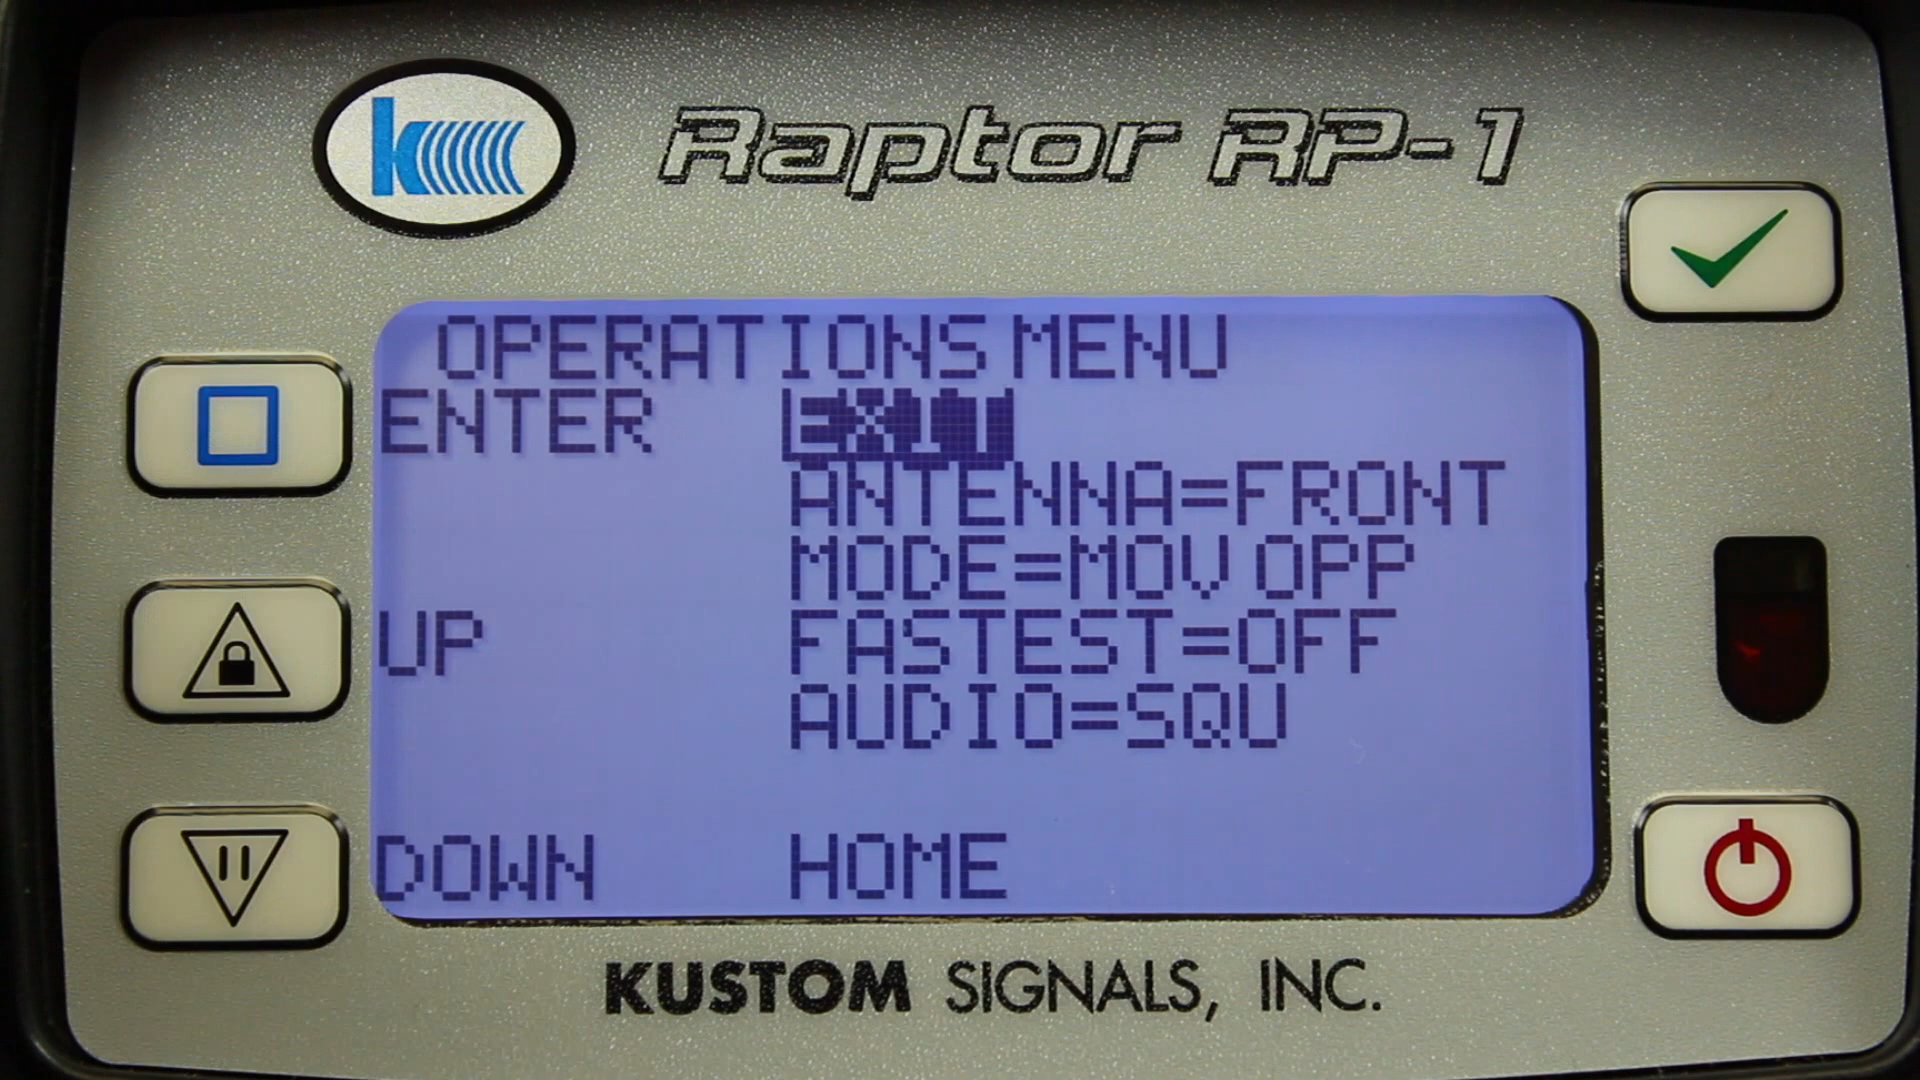 k
Raptor RP-1
OPERATIONS MENU
ENTER EXIT
ANTENNA=FRONT
MODE=MOV OPP
UP FASTEST=OFF
AUDIO=SQU
DOWN HOME
KUSTOM SIGNALS, INC.